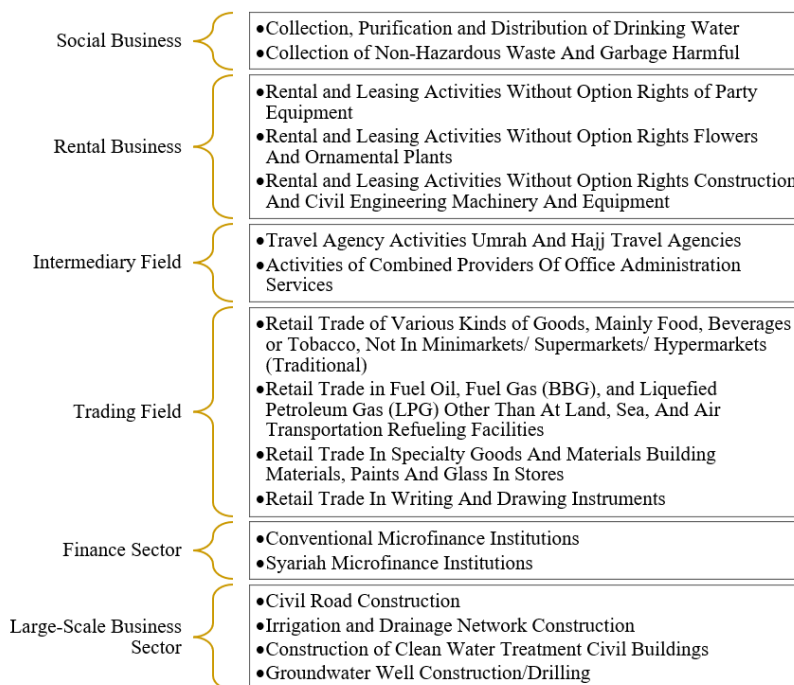 Social Business
•Collection, Purification and Distribution of Drinking Water
•Collection of Non-Hazardous Waste And Garbage Harmful
Rental Business
•Rental and Leasing Activities Without Option Rights of Party
Equipment
•Rental and Leasing Activities Without Option Rights Flowers
And Ornamental Plants
•Rental and Leasing Activities Without Option Rights Construction
And Civil Engineering Machinery And Equipment
Intermediary Field
•Travel Agency Activities Umrah And Hajj Travel Agencies
•Activities of Combined Providers Of Office Administration
Services
Trading Field
•Retail Trade of Various Kinds of Goods, Mainly Food, Beverages
or Tobacco, Not In Minimarkets/ Supermarkets/ Hypermarkets
(Traditional)
•Retail Trade in Fuel Oil, Fuel Gas (BBG), and Liquefied
Petroleum Gas (LPG) Other Than At Land, Sea, And Air
Transportation Refueling Facilities
•Retail Trade In Specialty Goods And Materials Building
Materials, Paints And Glass In Stores
•Retail Trade In Writing And Drawing Instruments
Finance Sector
•Conventional Microfinance Institutions
•Syariah Microfinance Institutions
Large-Scale Business
Sector
•Civil Road Construction
•Irrigation and Drainage Network Construction
•Construction of Clean Water Treatment Civil Buildings
•Groundwater Well Construction/Drilling